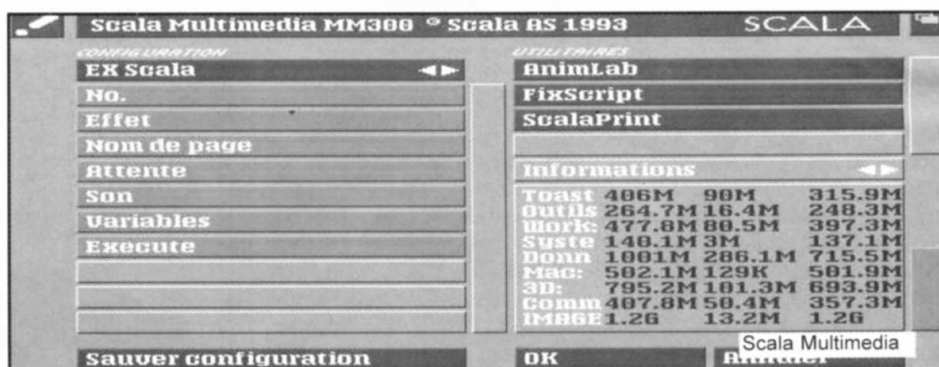 Scala Multimedia MM300 © Scala AS 1993 SCALA
CONFIGURATION
EX Scala
No.
Effet
Nom de page
Attente
Son
Variables
Execute
Sauver configuration
UTILITAIRES
AnimLab
FixScript
ScalaPrint
Informations
Toast 406M 90M 315.9M
Outils 264.7M 16.4M 248.3M
Work: 477.8M 80.5M 397.3M
Syste 140.1M 3M 137.1M
Donn 1001M 286.1M 715.5M
Mac: 502.1M 129K 501.9M
3D: 795.2M 101.3M 693.9M
Comm 407.8M 50.4M 357.3M
IMAGE 1.2G 13.2M 1.2G
OK
Annuler
Scala Multimedia